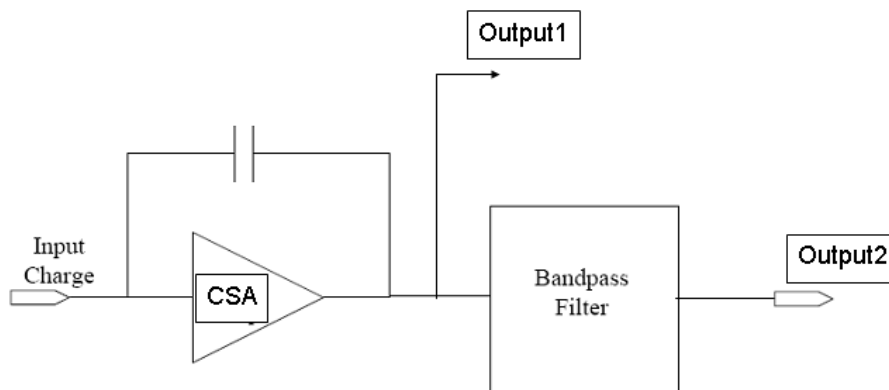 Output1
Input
Charge
CSA
Bandpass
Filter
Output2